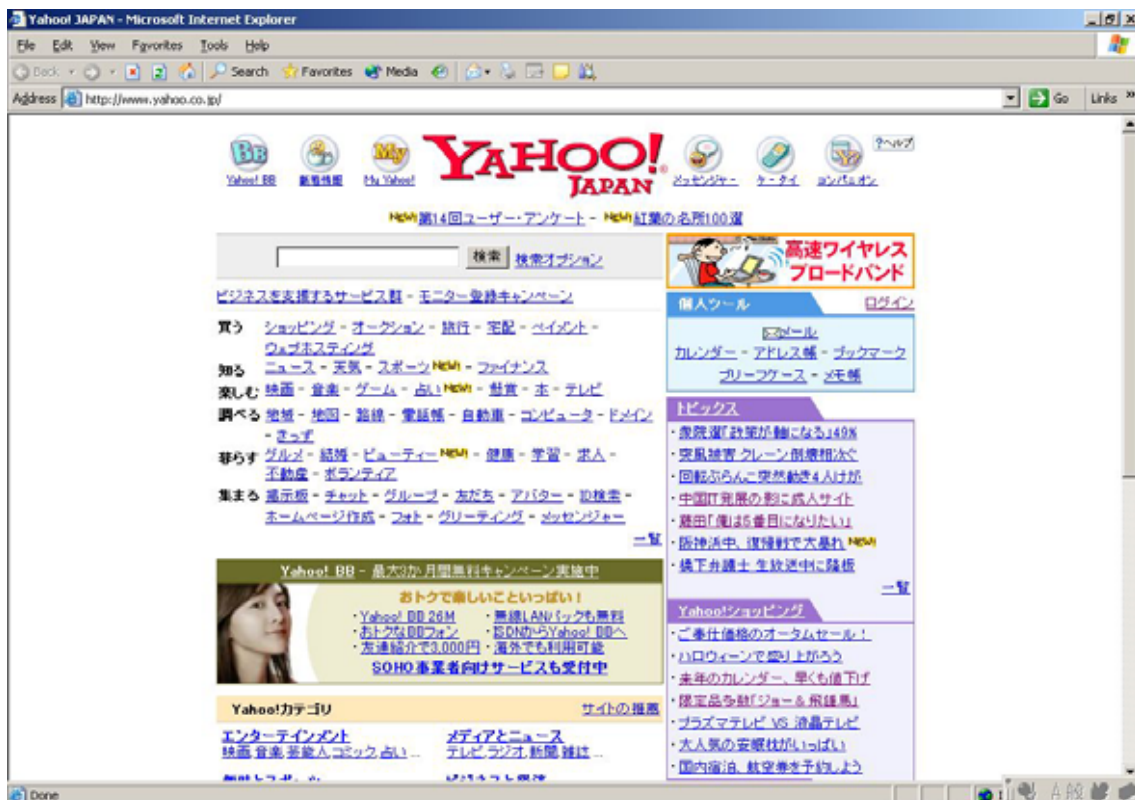 Yahoo! JAPAN - Microsoft Internet Explorer
File Edit View Favorites Tools Help
Back Search Favorites Media
Address http://www.yahoo.co.jp/ Go Links »
BB My YAHOO! JAPAN ?ヘルプ
Yahoo! BB 新着情報 My Yahoo! メッセンジャー ケータイ コンパニオン
NEW! 第14回ユーザー・アンケート - NEW! 紅葉の名所100選
検索 検索オプション
高速ワイヤレス
ブロードバンド
ビジネスを支援するサービス群 - モニター登録キャンペーン
買う ショッピング - オークション - 旅行 - 宅配 - ペイメント -
ウェブホスティング
知る ニュース - 天気 - スポーツ NEW! - ファイナンス
楽しむ 映画 - 音楽 - ゲーム - 占い NEW! - 懸賞 - 本 - テレビ
調べる 地域 - 地図 - 路線 - 電話帳 - 自動車 - コンピュータ - ドメイン
- きっず
暮らす グルメ - 結婚 - ビューティー NEW! - 健康 - 学習 - 求人 -
不動産 - ボランティア
集まる 掲示板 - チャット - グループ - 友だち - アバター - ID検索 -
ホームページ作成 - フォト - グリーティング - メッセンジャー
一覧
Yahoo! BB - 最大3か月間無料キャンペーン実施中
おトクで楽しいこといっぱい！
・Yahoo! BB 26M ・無線LANパックも無料
・おトクなBBフォン ・ISDNからYahoo! BBへ
・友達紹介で3,000円 ・海外でも利用可能
SOHO事業者向けサービスも受付中
Yahoo!カテゴリ サイトの推薦
エンターテインメント メディアとニュース
映画, 音楽, 芸能人, コミック, 占い ... テレビ, ラジオ, 新聞, 雑誌 ...
個人ツール ログイン
メール
カレンダー - アドレス帳 - ブックマーク
ブリーフケース - メモ帳
トピックス
・衆院選「政策が軸になる」49%
・突風被害 クレーン倒壊相次ぐ
・回転ぶらんこ突然動き4人けが
・中国IT発展の影に成人サイト
・藤田「俺は5番目になりたい」
・阪神浜中、復帰戦で大暴れ NEW!
・橋下弁護士 生放送中に降板
一覧
Yahoo!ショッピング
・ご奉仕価格のオータムセール！
・ハロウィーンで盛り上がろう
・来年のカレンダー、早くも値下げ
・限定品多数「ジョー＆飛雄馬」
・プラズマテレビ VS 液晶テレビ
・大人気の安眠枕がいっぱい
・国内宿泊、航空券を予約しよう
Done
A 般